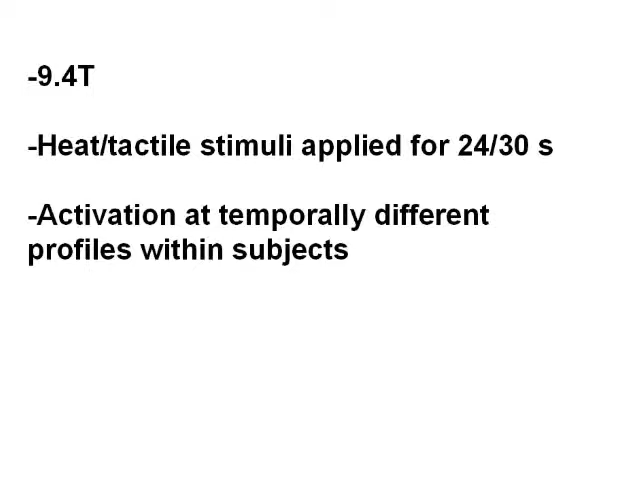 -9.4T
-Heat/tactile stimuli applied for 24/30 s
-Activation at temporally different
profiles within subjects